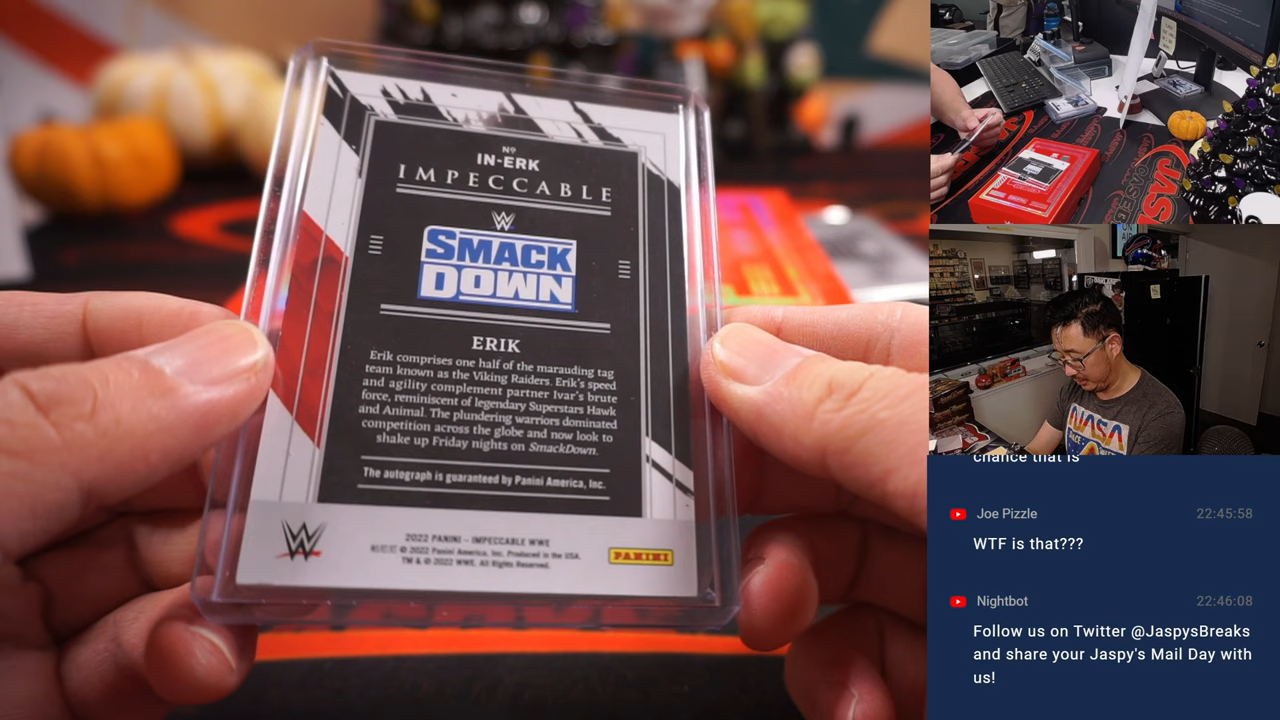 Nº
IN-ERK
IMPECCABLE
W
SMACK
DOWN
ERIK
Erik comprises one half of the marauding tag
team known as the Viking Raiders. Erik's speed
and agility complement partner Ivar's brute
force, reminiscent of legendary Superstars Hawk
and Animal. The plundering warriors dominated
competition across the globe and now look to
shake up Friday nights on SmackDown.
The autograph is guaranteed by Panini America, Inc.
W
2022 PANINI – IMPECCABLE WWE
© 2022 Panini America, Inc. Produced in the USA.
TM & © 2022 WWE. All Rights Reserved.
PANINI
JASPY
NASA
chance that is
Joe Pizzle 22:45:58
WTF is that???
Nightbot 22:46:08
Follow us on Twitter @JaspysBreaks
and share your Jaspy's Mail Day with
us!